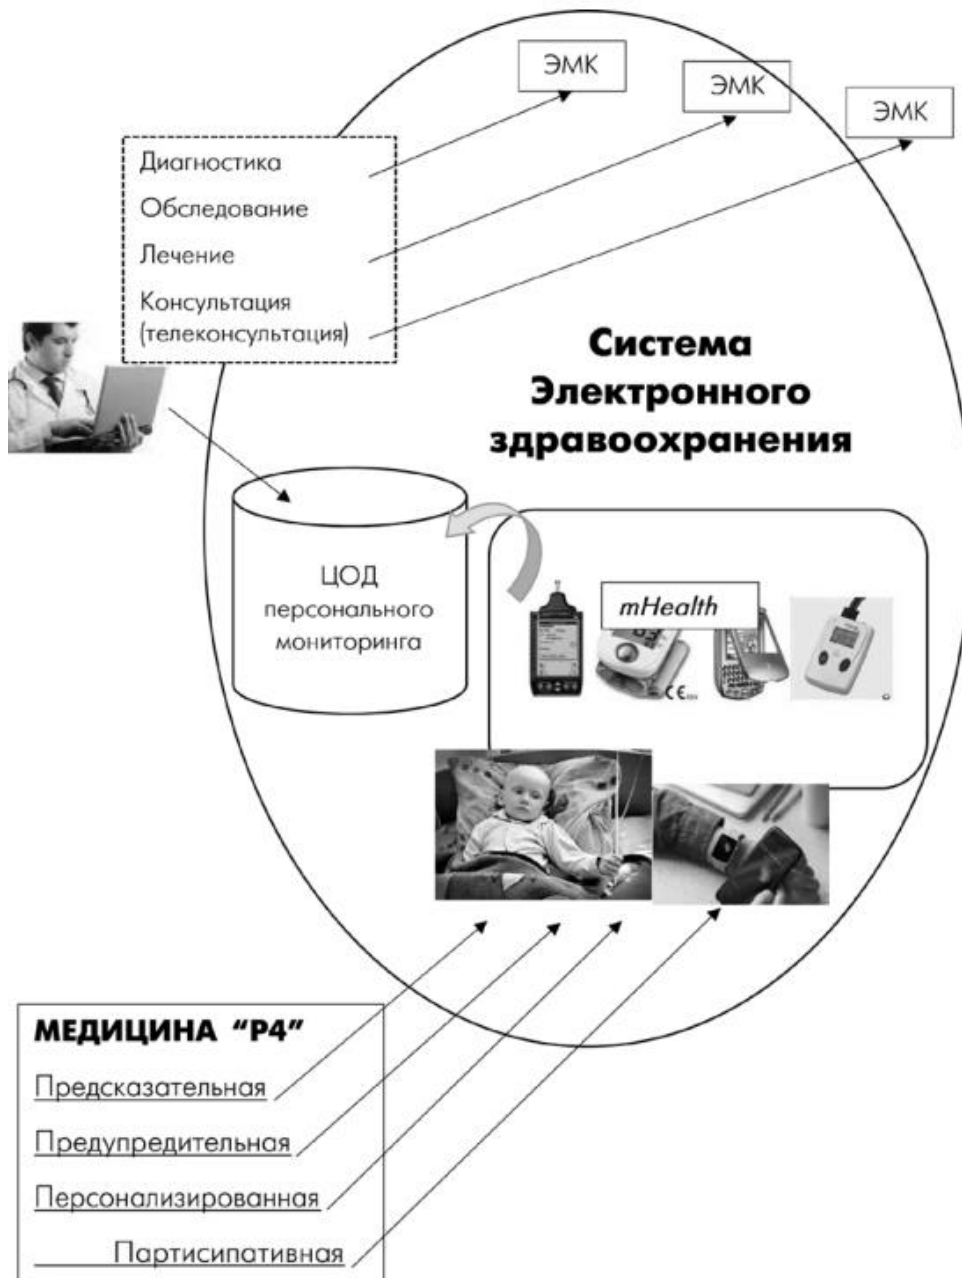 ЭМК
ЭМК
ЭМК
Диагностика
Обследование
Лечение
Консультация
(телеконсультация)
Система
Электронного
здравоохранения
ЦОД
персонального
мониторинга
mHealth
CE
МЕДИЦИНА “Р4”
Предсказательная
Предупредительная
Персонализированная
Партисипативная